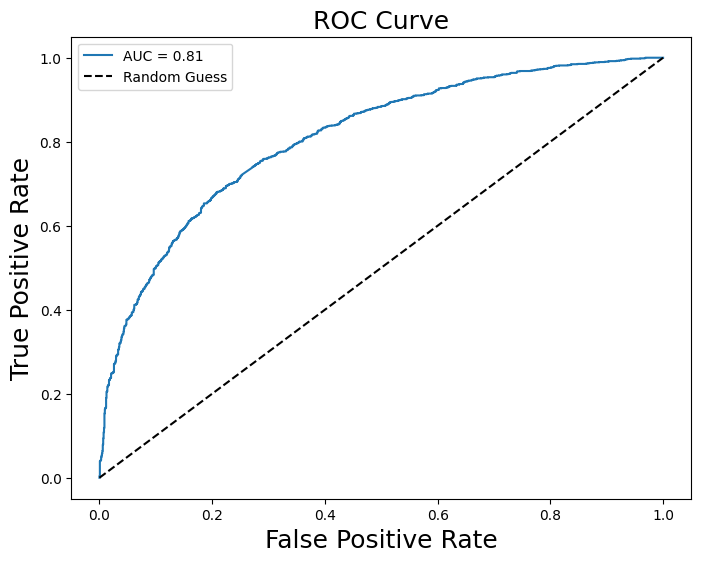 ROC Curve
AUC = 0.81
Random Guess
True Positive Rate
1.0
0.8
0.6
0.4
0.2
0.0
0.0 0.2 0.4 0.6 0.8 1.0
False Positive Rate